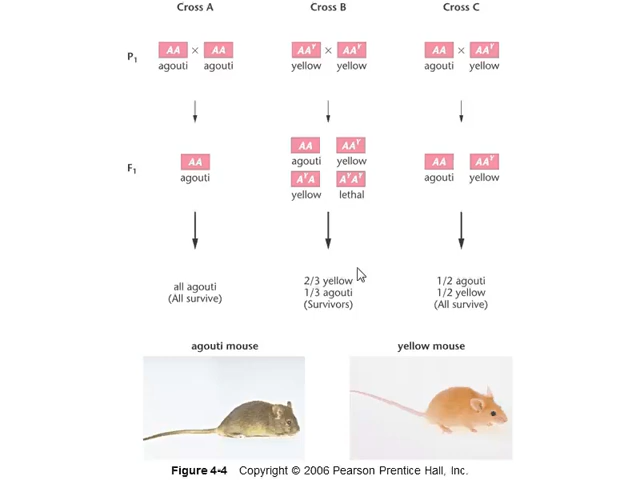 Cross A Cross B Cross C
P1 AA × AA AAY × AAY AA × AAY
agouti agouti yellow yellow agouti yellow
AA AAY
agouti yellow
F1 AA AA AAY
agouti AYA AYAY agouti yellow
yellow lethal
all agouti
(All survive)
2/3 yellow
1/3 agouti
(Survivors)
1/2 agouti
1/2 yellow
(All survive)
agouti mouse yellow mouse
Figure 4-4 Copyright © 2006 Pearson Prentice Hall, Inc.